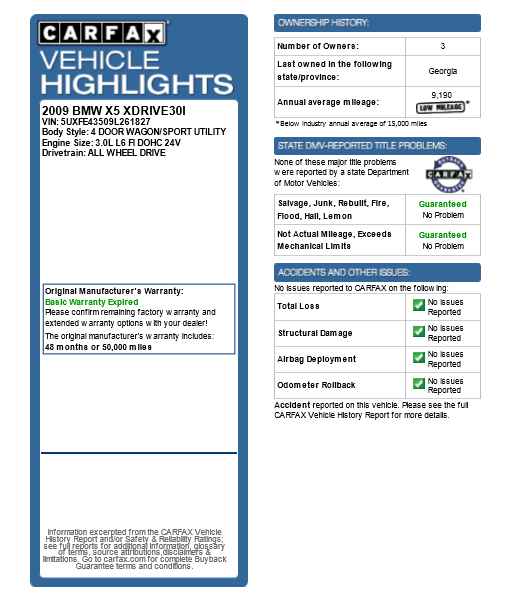 CARFAX
VEHICLE
HIGHLIGHTS
2009 BMW X5 XDRIVE30I
VIN: 5UXFE43509L261827
Body Style: 4 DOOR WAGON/SPORT UTILITY
Engine Size: 3.0L L6 FI DOHC 24V
Drivetrain: ALL WHEEL DRIVE
Original Manufacturer's Warranty:
Basic Warranty Expired
Please confirm remaining factory warranty and
extended warranty options with your dealer!
The original manufacturer's warranty includes:
48 months or 50,000 miles
Information excerpted from the CARFAX Vehicle
History Report and/or Safety & Reliability Ratings;
see full reports for additional information, glossary
of terms, source attributions,disclaimers &
limitations. Go to carfax.com for complete Buyback
Guarantee terms and conditions.
OWNERSHIP HISTORY:
Number of Owners: 3
Last owned in the following
state/province: Georgia
Annual average mileage: 9,190
LOW MILEAGE *
*Below industry annual average of 15,000 miles
STATE DMV-REPORTED TITLE PROBLEMS:
None of these major title problems
were reported by a state Department
of Motor Vehicles:
CARFAX
Salvage, Junk, Rebuilt, Fire,
Flood, Hail, Lemon
Guaranteed
No Problem
Not Actual Mileage, Exceeds
Mechanical Limits
Guaranteed
No Problem
ACCIDENTS AND OTHER ISSUES:
No issues reported to CARFAX on the following:
Total Loss
No Issues
Reported
Structural Damage
No Issues
Reported
Airbag Deployment
No Issues
Reported
Odometer Rollback
No Issues
Reported
Accident reported on this vehicle. Please see the full
CARFAX Vehicle History Report for more details.